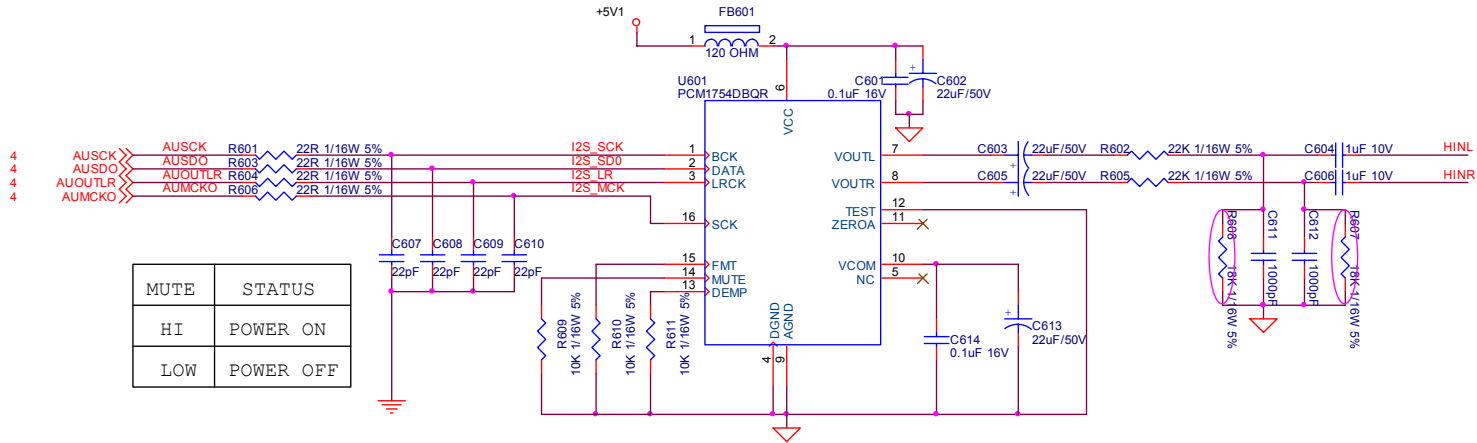 +5V1
FB601
1
2
120 OHM
U601
PCM1754DBQR
6
VCC
C601
0.1uF 16V
C602
22uF/50V
4
AUSCK
AUSCK
R601
22R 1/16W 5%
I2S_SCK
1
BCK
4
AUSDO
AUSDO
R603
22R 1/16W 5%
I2S_SD0
2
DATA
4
AUOUTLR
AUOUTLR
R604
22R 1/16W 5%
I2S_LR
3
LRCK
4
AUMCKO
AUMCKO
R606
22R 1/16W 5%
I2S_MCK
16
SCK
15
FMT
14
MUTE
13
DEMP
VOUTL
7
C603
22uF/50V
R602
22K 1/16W 5%
C604
1uF 10V
HINL
VOUTR
8
C605
22uF/50V
R605
22K 1/16W 5%
C606
1uF 10V
HINR
TEST
12
ZEROA
11
VCOM
10
NC
5
R608
18K 1/16W 5%
C611
1000pF
C612
1000pF
R607
18K 1/16W 5%
C607
22pF
C608
22pF
C609
22pF
C610
22pF
MUTE STATUS
HI POWER ON
LOW POWER OFF
R609
10K 1/16W 5%
R610
10K 1/16W 5%
R611
10K 1/16W 5%
DGND
AGND
4
9
C614
0.1uF 16V
C613
22uF/50V